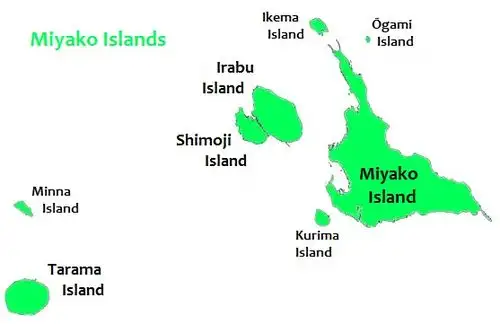 Miyako Islands
Ikema
Island
Ōgami
Island
Irabu
Island
Shimoji
Island
Miyako
Island
Minna
Island
Kurima
Island
Tarama
Island